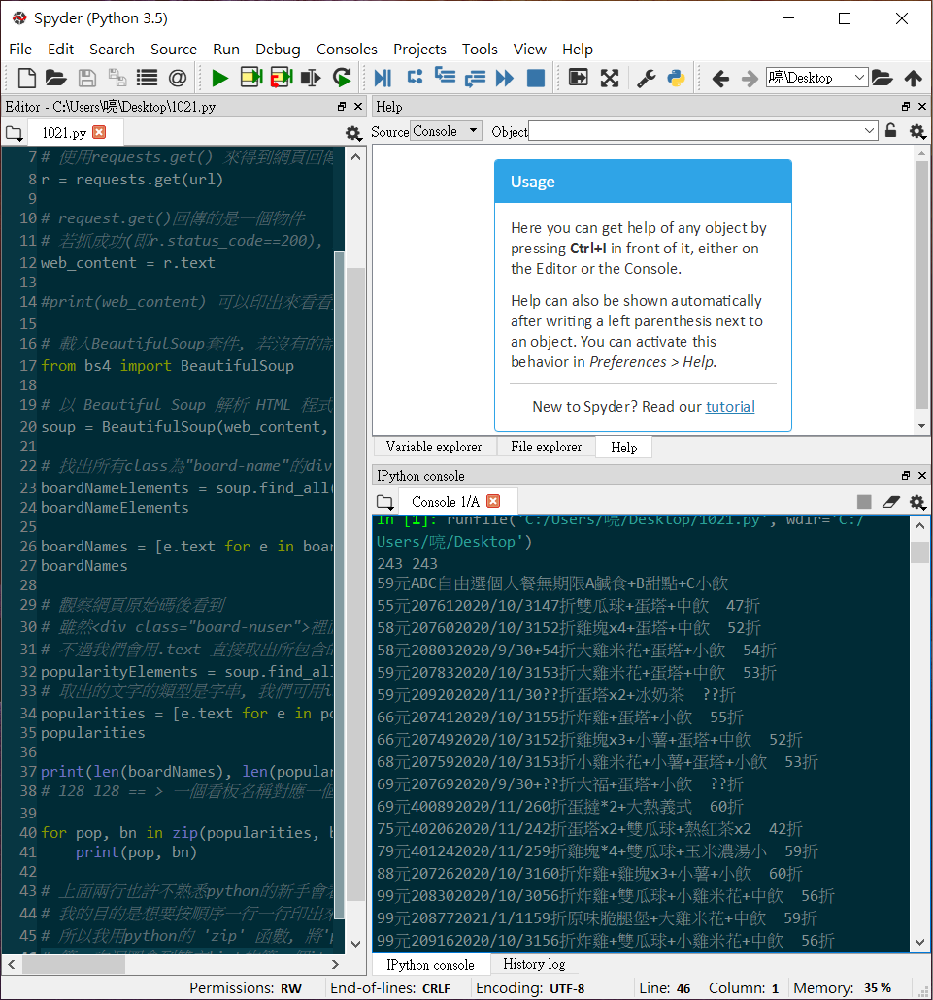 Spyder (Python 3.5)
File Edit Search Source Run Debug Consoles Projects Tools View Help
嘵\Desktop
Editor - C:\Users\嘵\Desktop\1021.py
1021.py
7 # 使用requests.get() 來得到網頁回傳
8 r = requests.get(url)
9
10 # request.get()回傳的是一個物件
11 # 若抓成功(即r.status_code==200),
12 web_content = r.text
13
14 #print(web_content) 可以印出來看看
15
16 # 載入BeautifulSoup套件, 若沒有的話
17 from bs4 import BeautifulSoup
18
19 # 以 Beautiful Soup 解析 HTML 程式
20 soup = BeautifulSoup(web_content,
21
22 # 找出所有class為"board-name"的div
23 boardNameElements = soup.find_all(
24 boardNameElements
25
26 boardNames = [e.text for e in boar
27 boardNames
28
29 # 觀察網頁原始碼後看到
30 # 雖然<div class="board-nuser">裡面
31 # 不過我們會用.text 直接取出所包含的
32 popularityElements = soup.find_all
33 # 取出的文字的類型是字串, 我們可用i
34 popularities = [e.text for e in po
35 popularities
36
37 print(len(boardNames), len(popular
38 # 128 128 == > 一個看板名稱對應一個
39
40 for pop, bn in zip(popularities, b
41 print(pop, bn)
42
43 # 上面兩行也許不熟悉python的新手會看
44 # 我的目的是想要按順序一行一行印出來
45 # 所以我用python的 'zip' 函數, 將'p
Help
Source Console Object
Usage
Here you can get help of any object by
pressing Ctrl+I in front of it, either on
the Editor or the Console.
Help can also be shown automatically
after writing a left parenthesis next to
an object. You can activate this
behavior in Preferences > Help.
New to Spyder? Read our tutorial
Variable explorer File explorer Help
IPython console
Console 1/A
In [1]: runfile('C:/Users/嘵/Desktop/1021.py', wdir='C:/
Users/嘵/Desktop')
243 243
59元ABC自由選個人餐無期限A鹹食+B甜點+C小飲
55元207612020/10/3147折雙瓜球+蛋塔+中飲 47折
58元207602020/10/3152折雞塊x4+蛋塔+中飲 52折
58元208032020/9/30+54折大雞米花+蛋塔+小飲 54折
59元207832020/10/3153折大雞米花+蛋塔+中飲 53折
59元209202020/11/30??折蛋塔x2+冰奶茶 ??折
66元207412020/10/3155折炸雞+蛋塔+小飲 55折
66元207492020/10/3152折雞塊x3+小薯+蛋塔+中飲 52折
68元207592020/10/3153折小雞米花+小薯+蛋塔+小飲 53折
69元207692020/9/30+??折大福+蛋塔+小飲 ??折
69元400892020/11/260折蛋撻*2+大熱義式 60折
75元402062020/11/242折蛋塔x2+雙瓜球+熱紅茶x2 42折
79元401242020/11/259折雞塊*4+雙瓜球+玉米濃湯小 59折
88元207262020/10/3160折炸雞+雞塊x3+小薯+小飲 60折
99元208302020/10/3056折炸雞+雙瓜球+小雞米花+中飲 56折
99元208772021/1/1159折原味脆腿堡+大雞米花+中飲 59折
99元209162020/10/3156折炸雞+雙瓜球+小雞米花+中飲 56折
IPython console History log
Permissions: RW End-of-lines: CRLF Encoding: UTF-8 Line: 46 Column: 1 Memory: 35 %